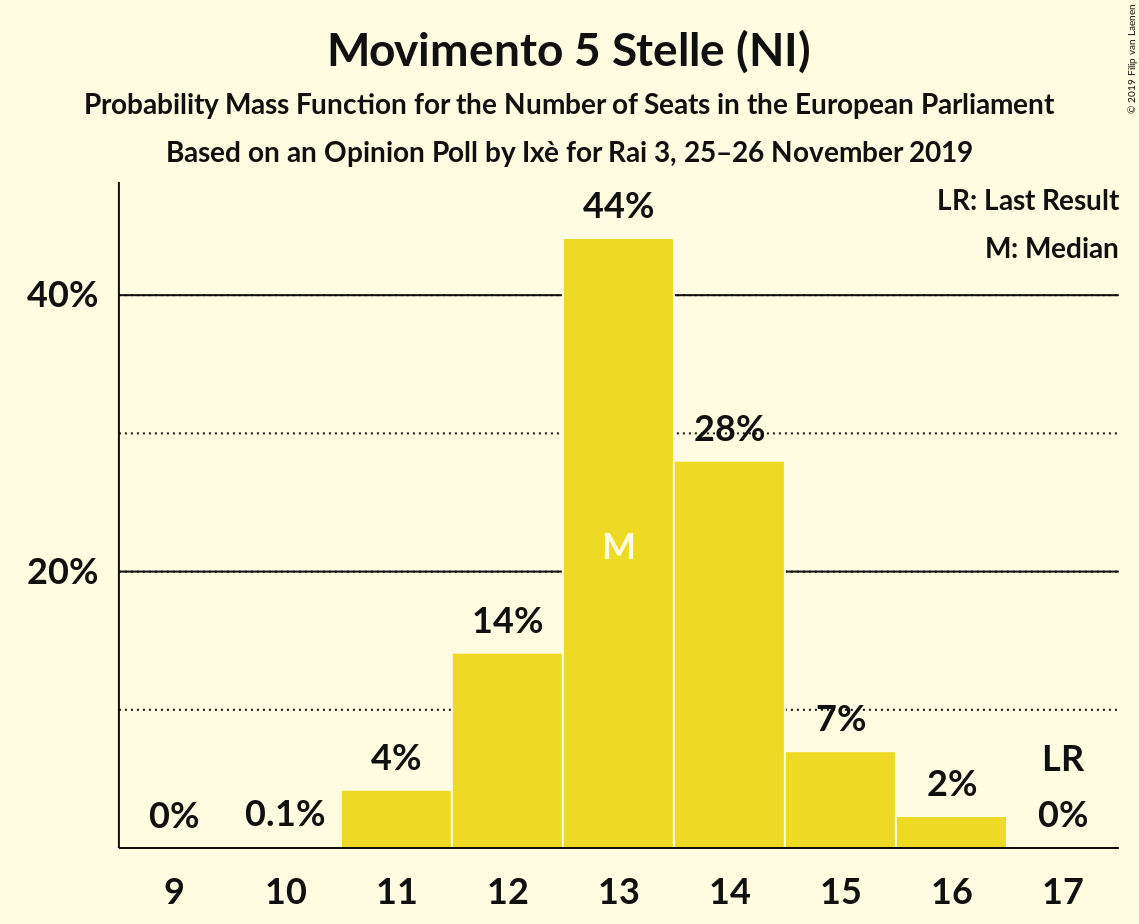 Movimento 5 Stelle (NI)
Probability Mass Function for the Number of Seats in the European Parliament
Based on an Opinion Poll by Ixè for Rai 3, 25–26 November 2019
© 2019 Filip van Laenen
LR: Last Result
M: Median
40%
20%
0%
0.1%
4%
14%
44%
M
28%
7%
2%
LR
0%
9 10 11 12 13 14 15 16 17